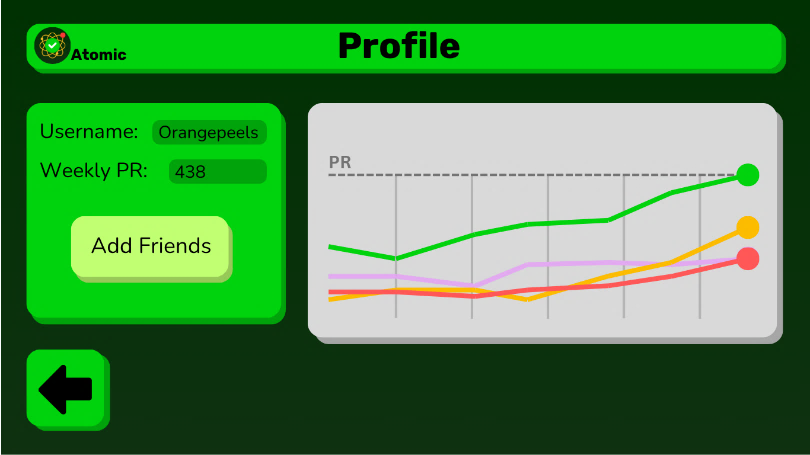 Atomic
Profile
Username: Orangepeels
Weekly PR: 438
Add Friends
PR